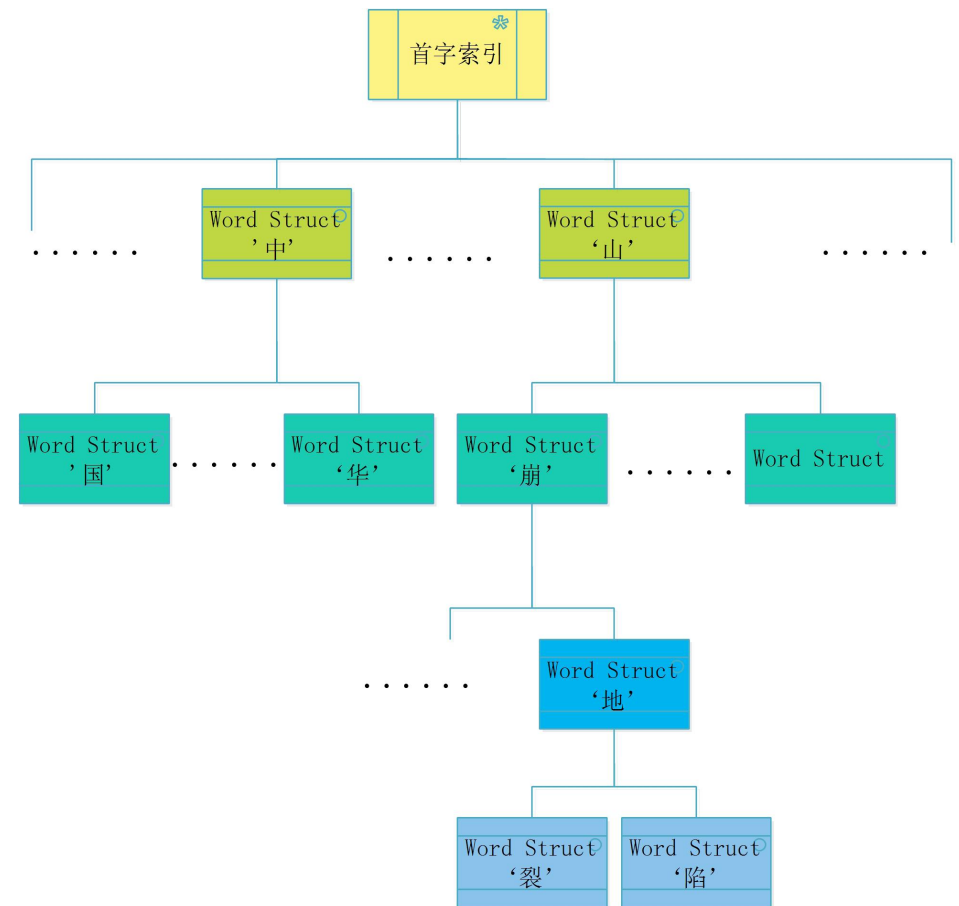 首字索引
Word Struct
’中’
Word Struct
‘山’
......
......
......
Word Struct
’国’
......
Word Struct
‘华’
Word Struct
‘崩’
......
Word Struct
......
Word Struct
‘地’
Word Struct
‘裂’
Word Struct
‘陷’